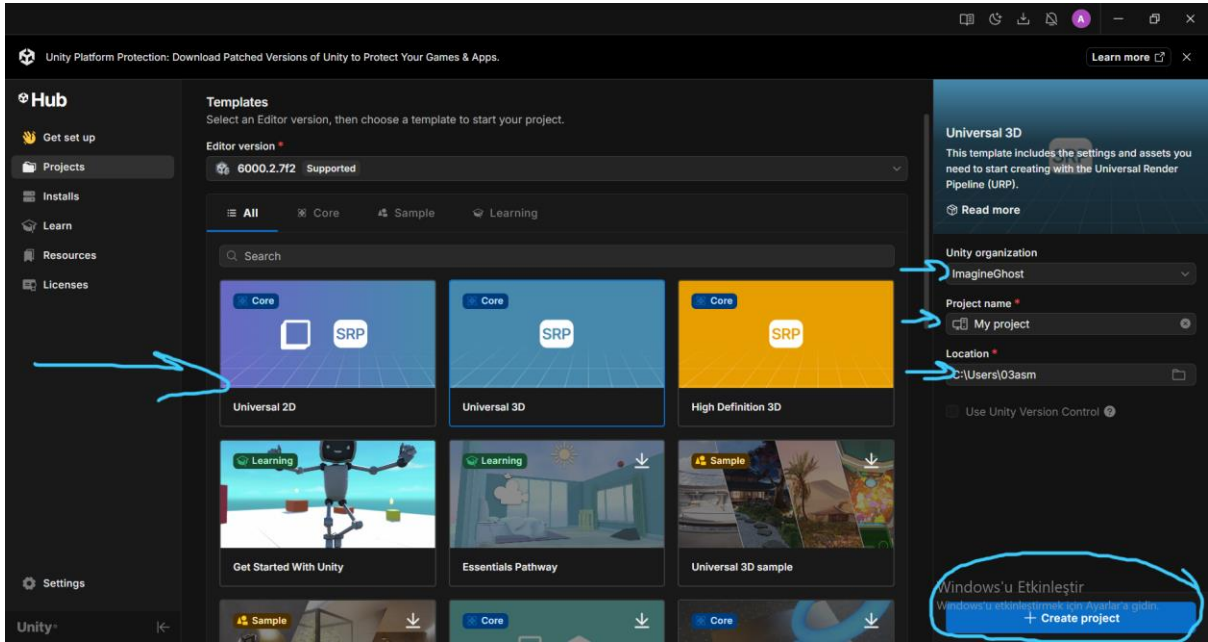 A
Unity Platform Protection: Download Patched Versions of Unity to Protect Your Games & Apps.
Learn more
Hub
Get set up
Projects
Installs
Learn
Resources
Licenses
Settings
Unity
Templates
Select an Editor version, then choose a template to start your project.
Editor version *
6000.2.7f2 Supported
All Core Sample Learning
Search
Core
SRP
Universal 2D
Core
SRP
Universal 3D
Core
SRP
High Definition 3D
Learning
Get Started With Unity
Learning
Essentials Pathway
Sample
Universal 3D sample
Sample
Core
Core
SRP
Universal 3D
This template includes the settings and assets you
need to start creating with the Universal Render
Pipeline (URP).
Read more
Unity organization
ImagineGhost
Project name *
My project
Location *
C:\Users\03asm
Use Unity Version Control ?
Windows'u Etkinleştir
Windows'u etkinleştirmek için Ayarlar'a gidin.
+ Create project